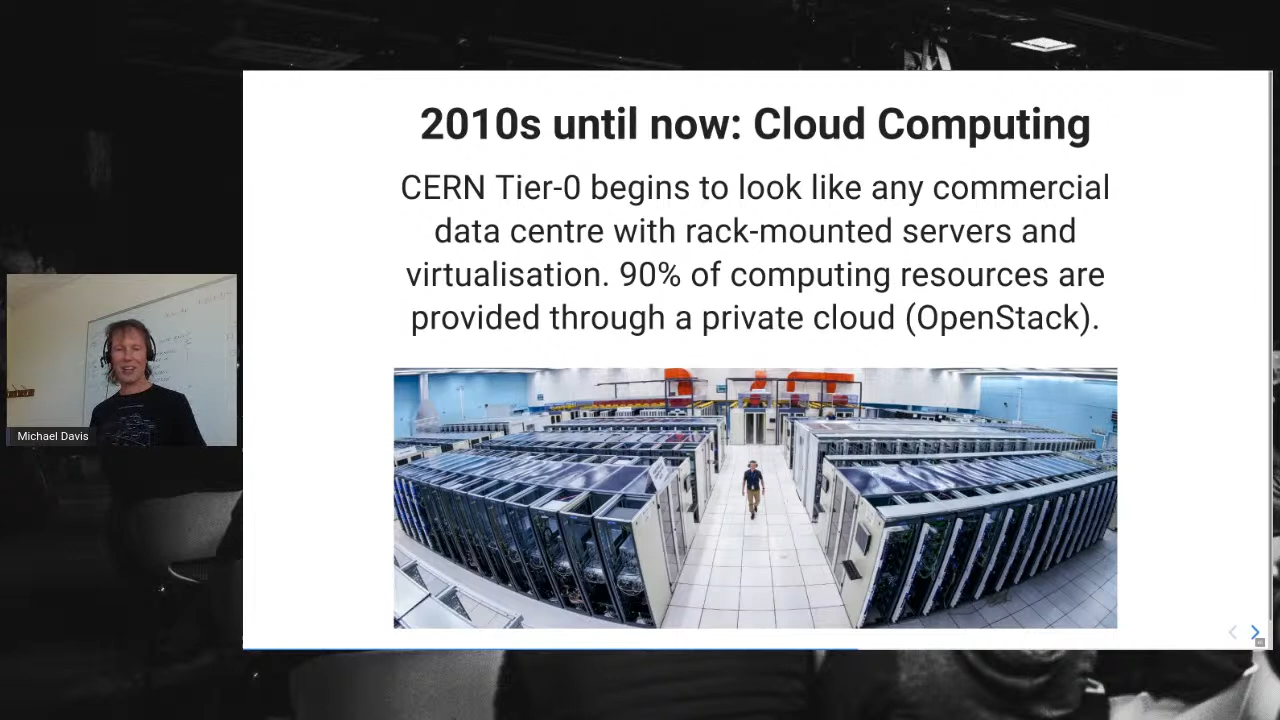 2010s until now: Cloud Computing
CERN Tier-0 begins to look like any commercial
data centre with rack-mounted servers and
virtualisation. 90% of computing resources are
provided through a private cloud (OpenStack).
Michael Davis